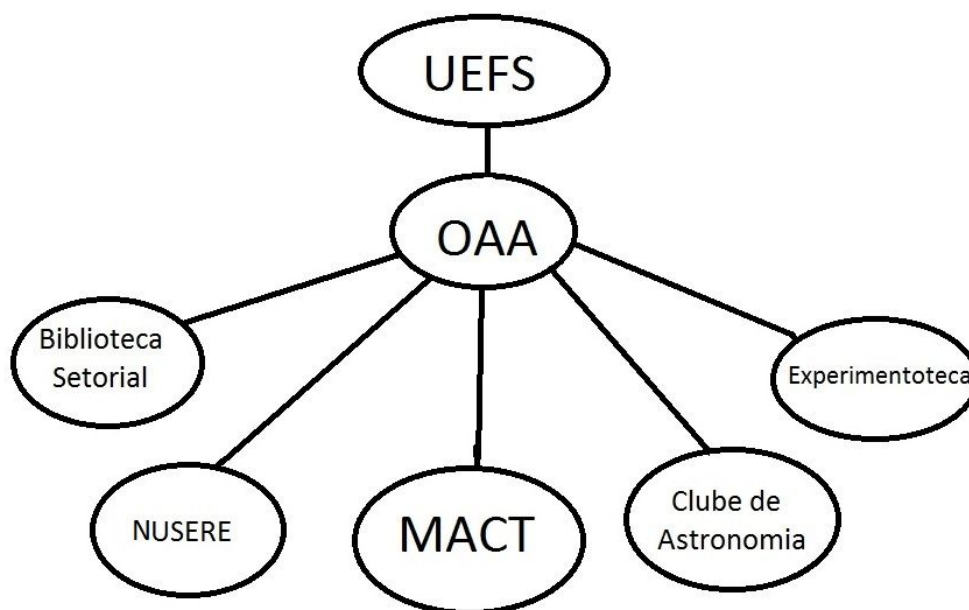 UEFS
OAA
Biblioteca
Setorial
Experimentoteca
NUSERE
MACT
Clube de
Astronomia